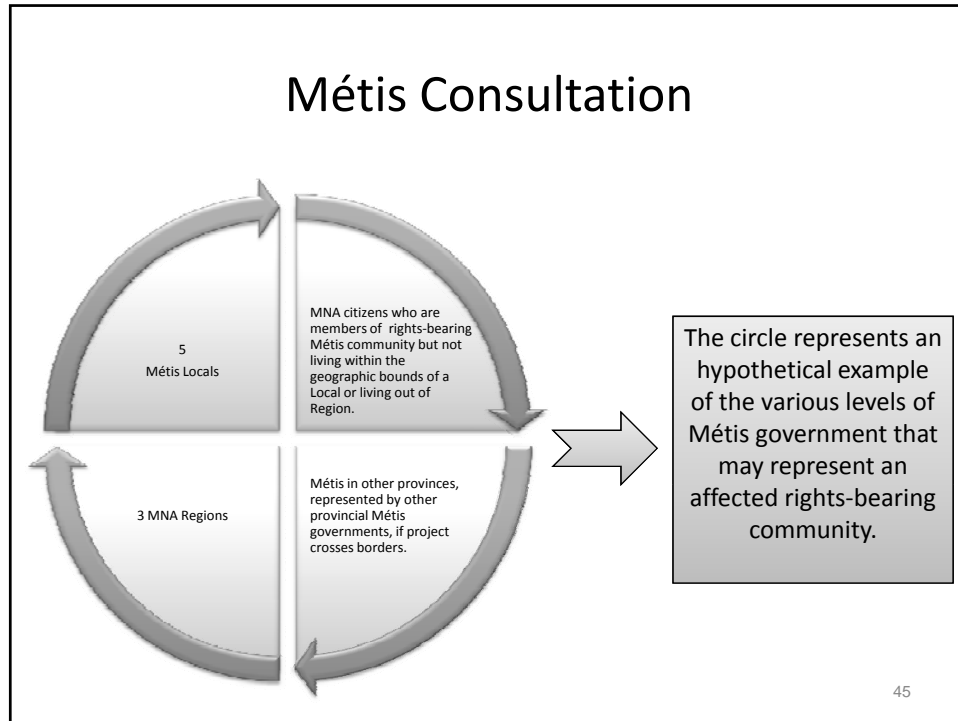 Métis Consultation
5
Métis Locals
MNA citizens who are
members of rights-bearing
Métis community but not
living within the
geographic bounds of a
Local or living out of
Region.
3 MNA Regions
Métis in other provinces,
represented by other
provincial Métis
governments, if project
crosses borders.
The circle represents an
hypothetical example
of the various levels of
Métis government that
may represent an
affected rights-bearing
community.
45